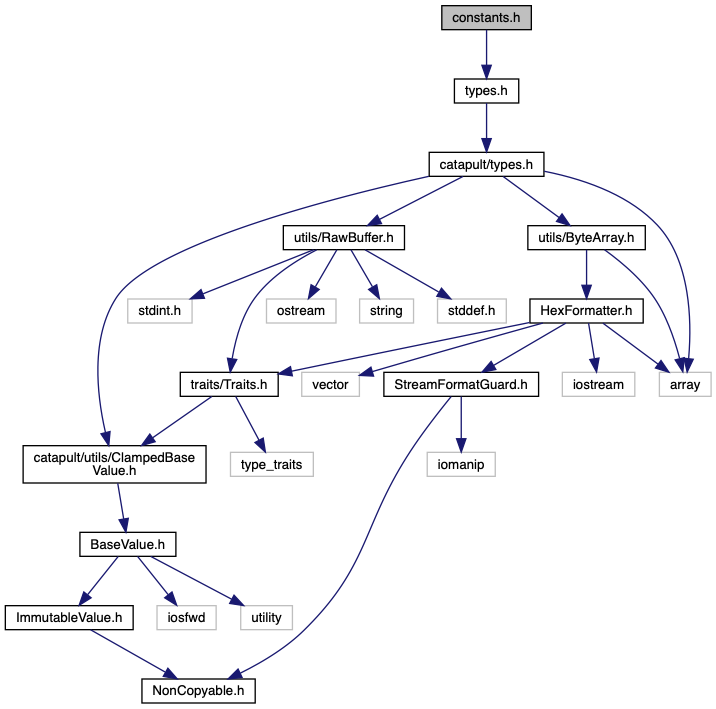 constants.h
types.h
catapult/types.h
utils/RawBuffer.h
utils/ByteArray.h
stdint.h
ostream
string
stddef.h
HexFormatter.h
traits/Traits.h
vector
StreamFormatGuard.h
iostream
array
catapult/utils/ClampedBase
Value.h
type_traits
iomanip
BaseValue.h
ImmutableValue.h
iosfwd
utility
NonCopyable.h